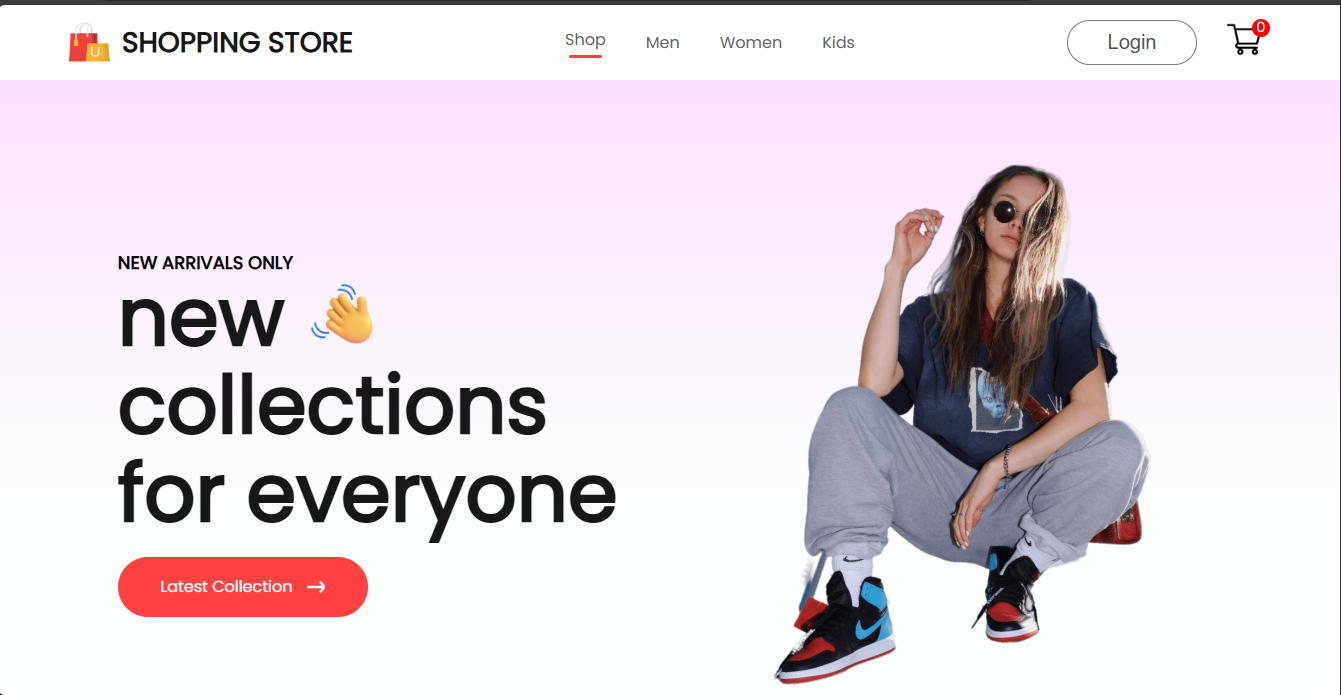 U
SHOPPING STORE
Shop
Men
Women
Kids
Login
0
NEW ARRIVALS ONLY
new 👋
collections
for everyone
Latest Collection →